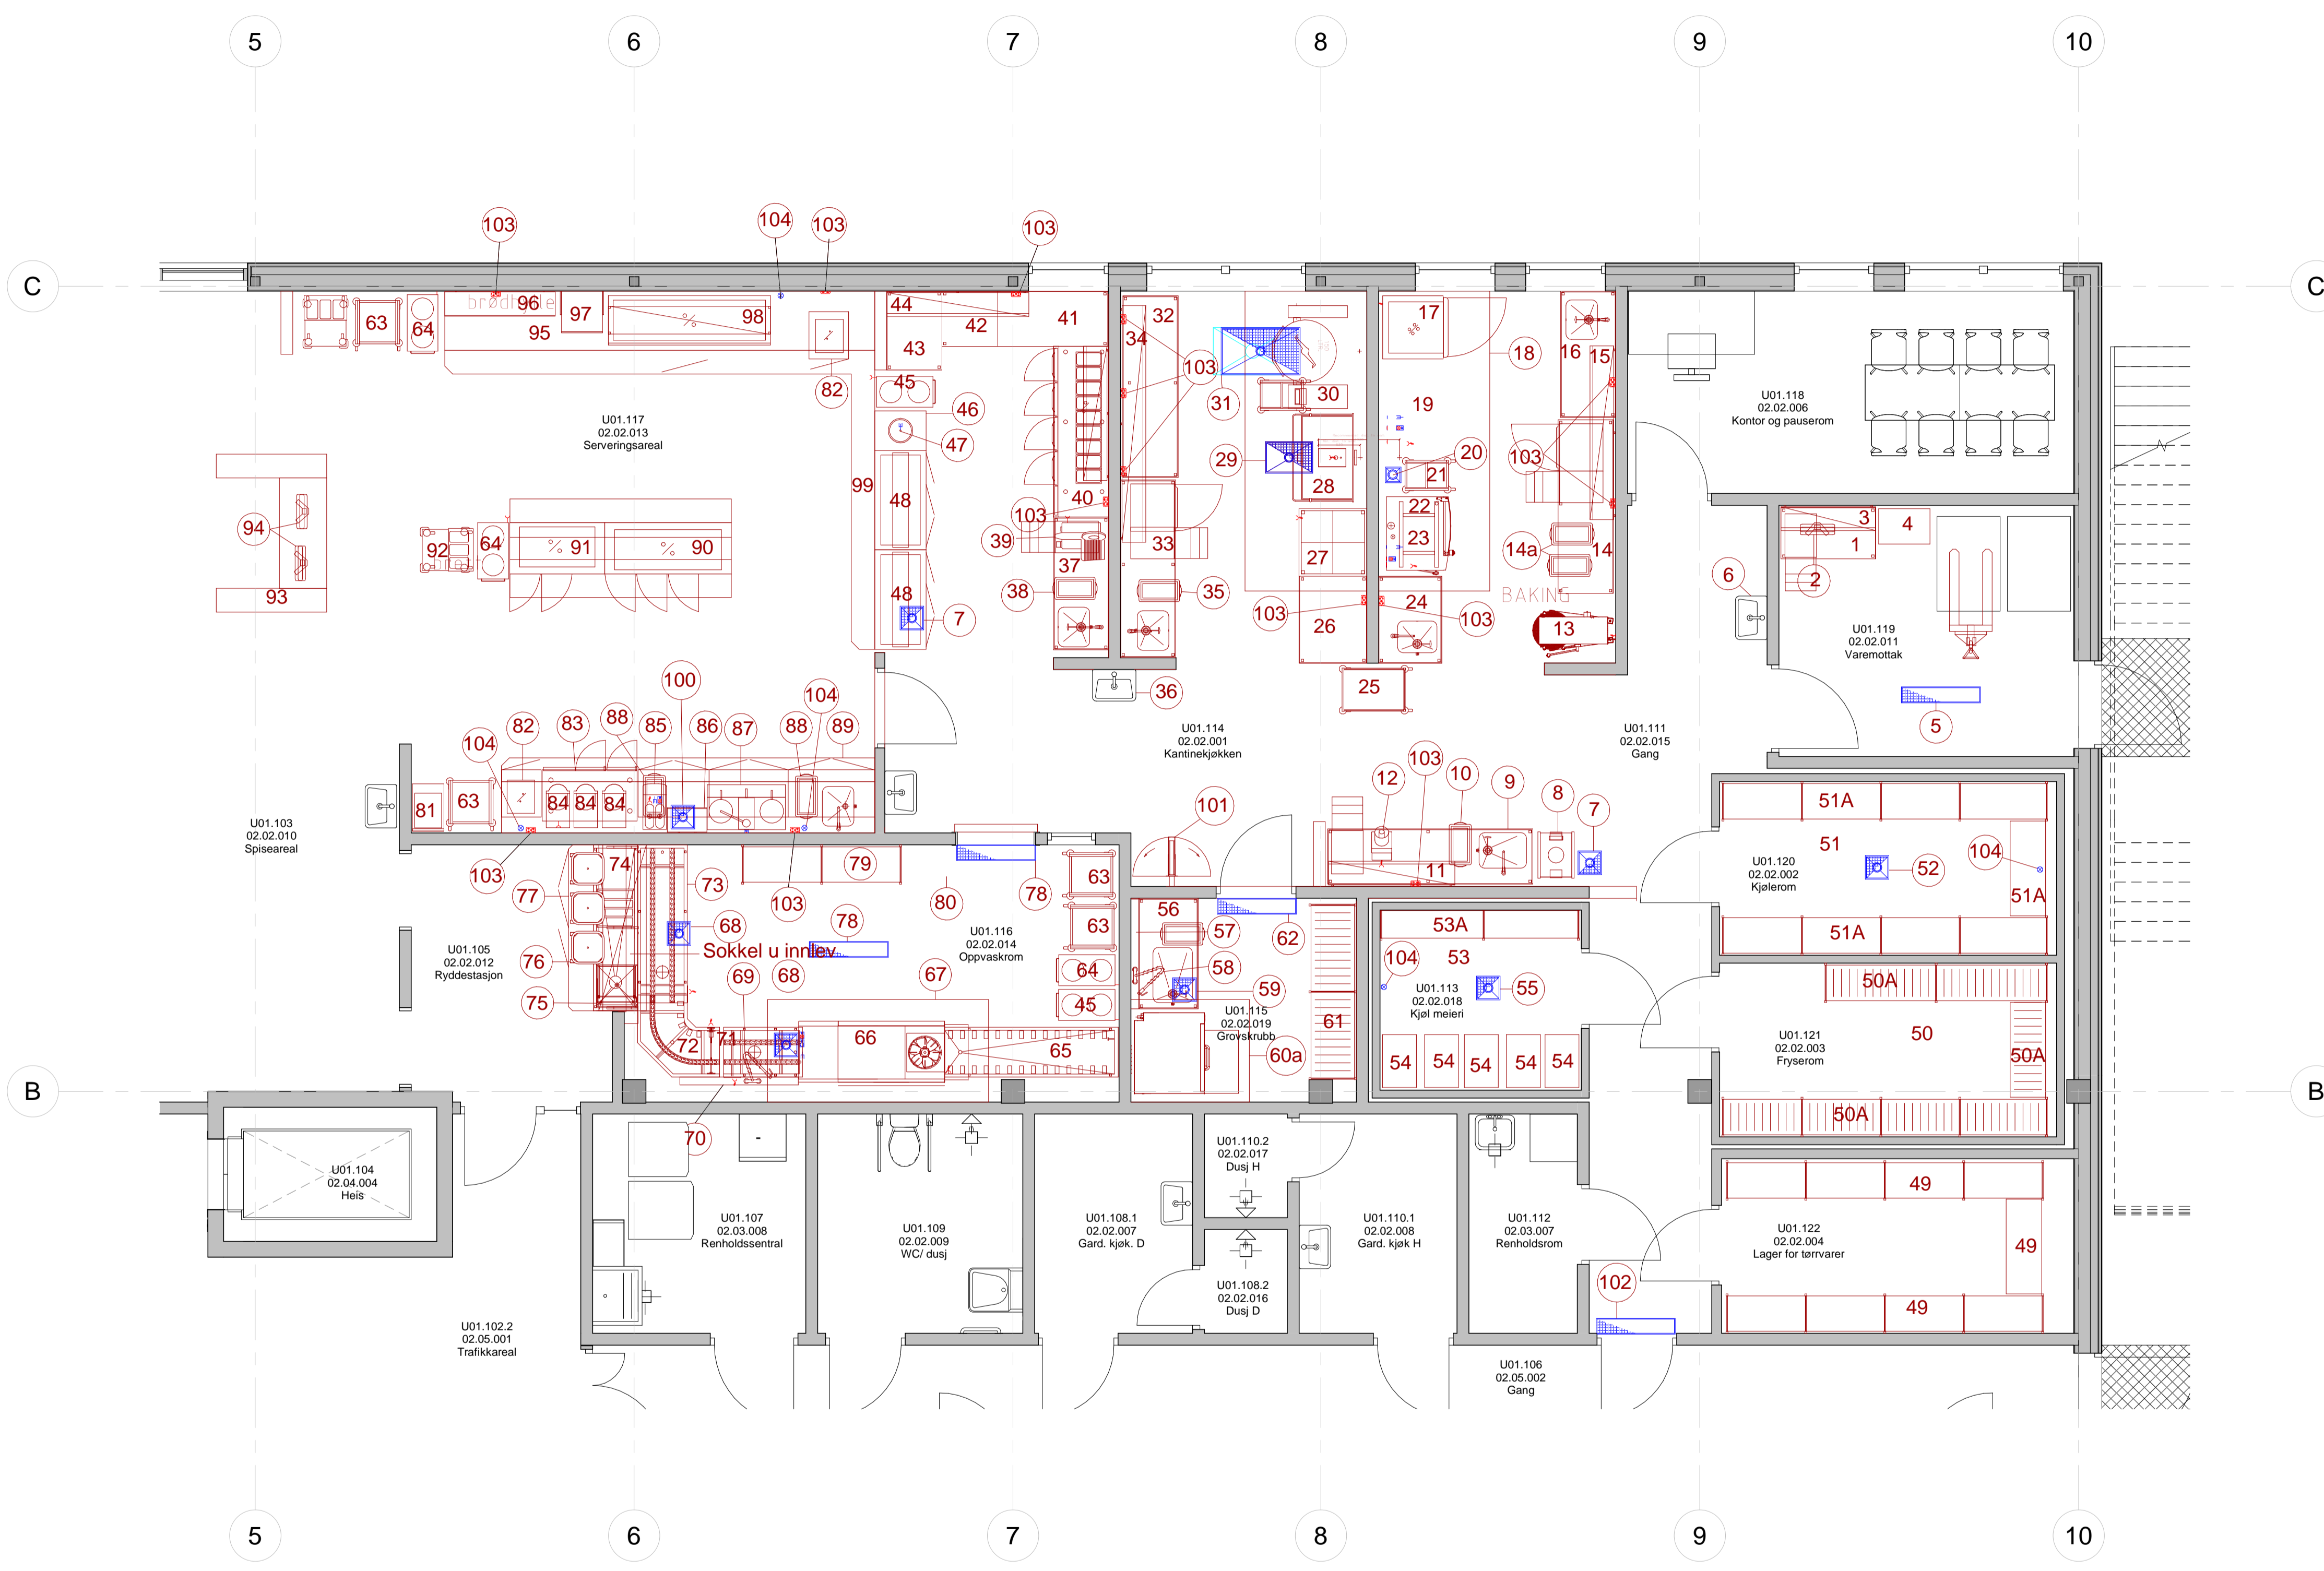 5
6
7
8
9
10
103
104
103
103
C
C
96
brødhylle
97
98
63
64
95
44
42
41
43
32
34
17
18
16
15
82
45
46
47
103
31
30
19
U01.118
02.02.006
Kontor og pauserom
U01.117
02.02.013
Serveringsareal
99
48
29
28
20
21
103
40
103
94
92
64
91
90
39
37
33
27
22
23
14a
14
3
1
4
2
6
93
48
7
38
35
103
26
24
103
BAKING
13
U01.119
02.02.011
Varemottak
100
104
36
25
5
104
82
83
88
85
86
87
88
89
U01.114
02.02.001
Kantinekjøkken
U01.111
02.02.015
Gang
81
63
84
84
84
101
12
103
10
9
8
7
51A
51
104
52
U01.120
02.02.002
Kjølerom
51A
51A
U01.103
02.02.010
Spiseareal
103
77
74
73
79
103
80
78
63
63
11
56
57
62
53A
53
104
U01.105
02.02.012
Ryddestasjon
68
78
Sokkel u innlev
U01.116
02.02.014
Oppvaskrom
76
75
69
68
67
64
45
58
59
U01.115
02.02.019
Grovskrubb
U01.113
02.02.018
Kjøl meieri
55
50A
50
50A
U01.121
02.02.003
Fryserom
72
71
66
65
60a
61
54
54
54
54
54
50A
B
B
70
U01.104
02.04.004
Heis
U01.107
02.03.008
Renholdssentral
U01.109
02.02.009
WC/ dusj
U01.108.1
02.02.007
Gard. kjøk. D
U01.110.2
02.02.017
Dusj H
U01.108.2
02.02.016
Dusj D
U01.110.1
02.02.008
Gard. kjøk H
U01.112
02.03.007
Renholdsrom
U01.122
02.02.004
Lager for tørrvarer
49
49
49
102
U01.102.2
02.05.001
Trafikkareal
U01.106
02.05.002
Gang
5
6
7
8
9
10